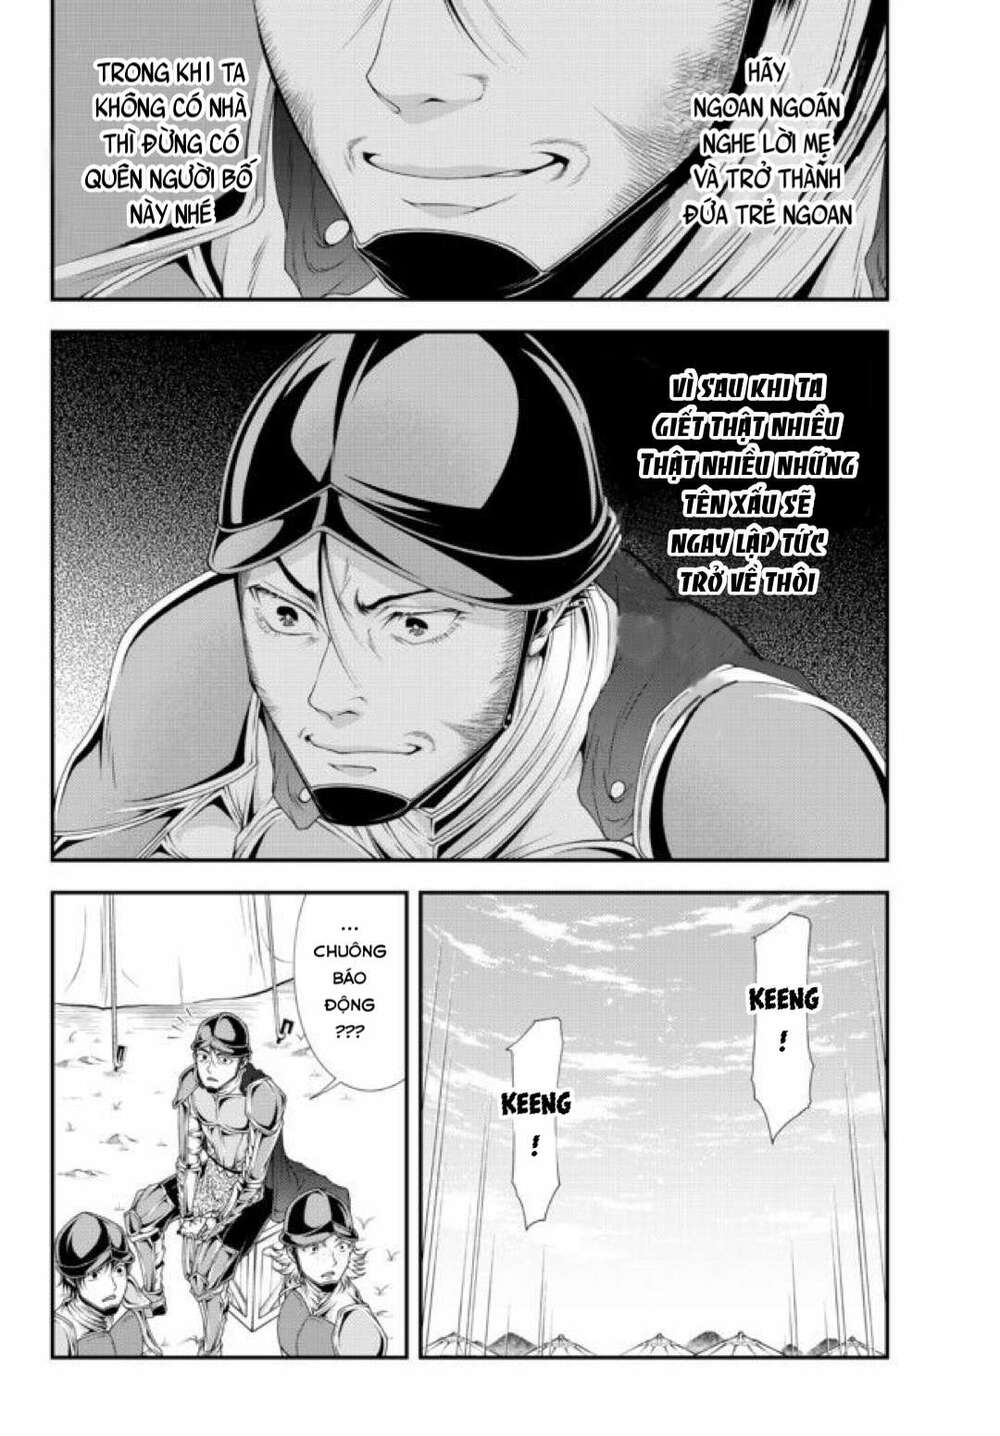 HÃY
NGOAN NGOÃN
NGHE LỜI MẸ
VÀ TRỞ THÀNH
ĐỨA TRẺ NGOAN
TRONG KHI TA
KHÔNG CÓ NHÀ
THÌ ĐỪNG CÓ
QUÊN NGƯỜI BỐ
NÀY NHÉ
VÌ SAU KHI TA
GIẾT THẬT NHIỀU
THẬT NHIỀU NHỮNG
TÊN XẤU SẼ
NGAY LẬP TỨC
TRỞ VỀ THÔI
KEENG
!
KEENG
!
...
CHUÔNG
BÁO
ĐỘNG
???